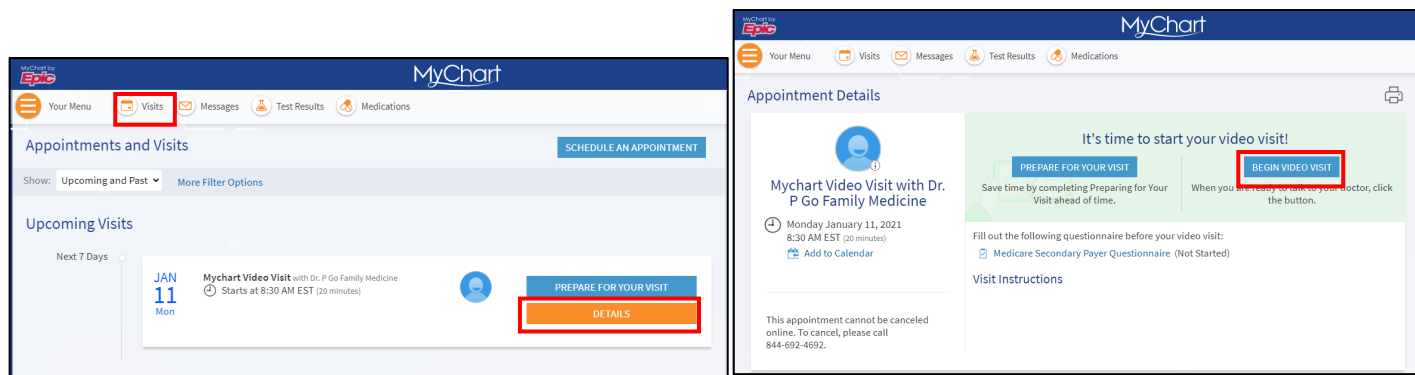 MyChart by
Epic
MyChart
Your Menu Visits Messages Test Results Medications
Appointments and Visits
SCHEDULE AN APPOINTMENT
Show: Upcoming and Past More Filter Options
Upcoming Visits
Next 7 Days
JAN
11
Mon
Mychart Video Visit with Dr. P Go Family Medicine
Starts at 8:30 AM EST (20 minutes)
PREPARE FOR YOUR VISIT
DETAILS
MyChart by
Epic
MyChart
Your Menu Visits Messages Test Results Medications
Appointment Details
Mychart Video Visit with Dr.
P Go Family Medicine
Monday January 11, 2021
8:30 AM EST (20 minutes)
Add to Calendar
This appointment cannot be canceled
online. To cancel, please call
844-692-4692.
It's time to start your video visit!
PREPARE FOR YOUR VISIT
Save time by completing Preparing for Your
Visit ahead of time.
BEGIN VIDEO VISIT
When you are ready to talk to your doctor, click
the button.
Fill out the following questionnaire before your video visit:
Medicare Secondary Payer Questionnaire (Not Started)
Visit Instructions